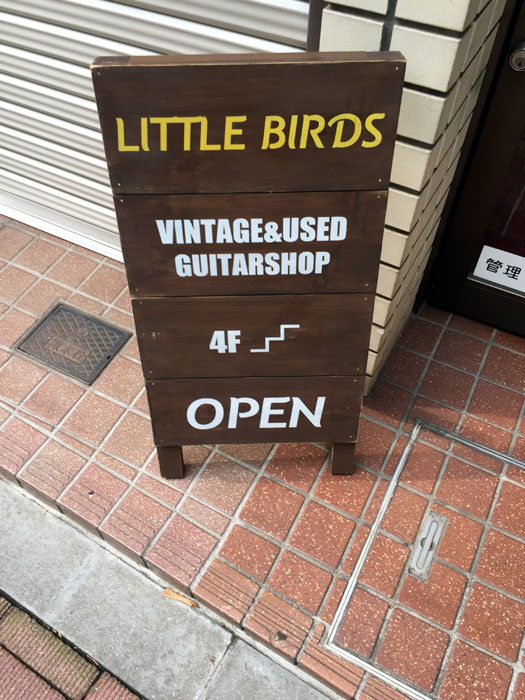 LITTLE BIRDS
VINTAGE&USED
GUITARSHOP
4F
OPEN
管理